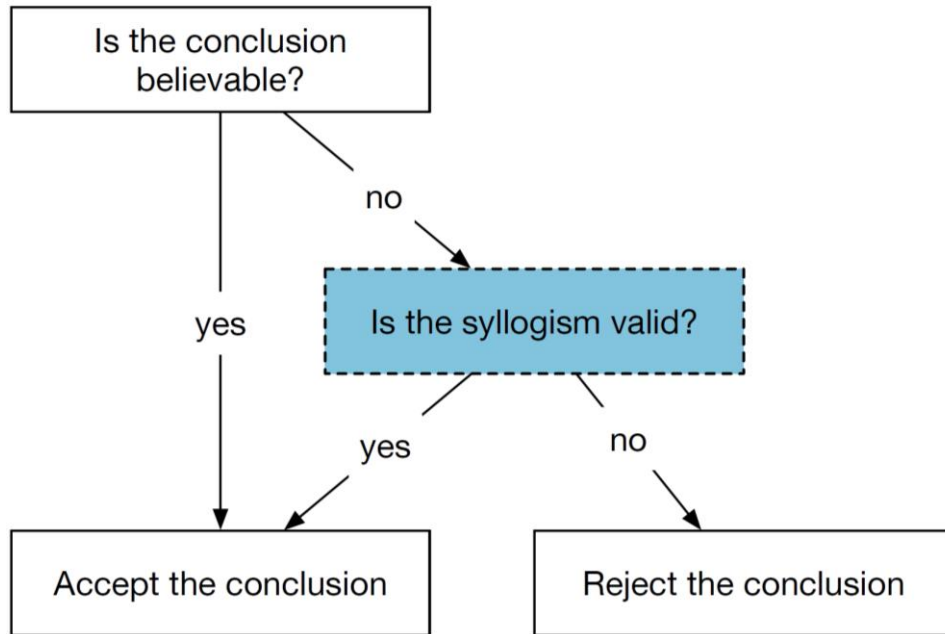 Is the conclusion
believable?
no
Is the syllogism valid?
yes
yes
no
Accept the conclusion
Reject the conclusion